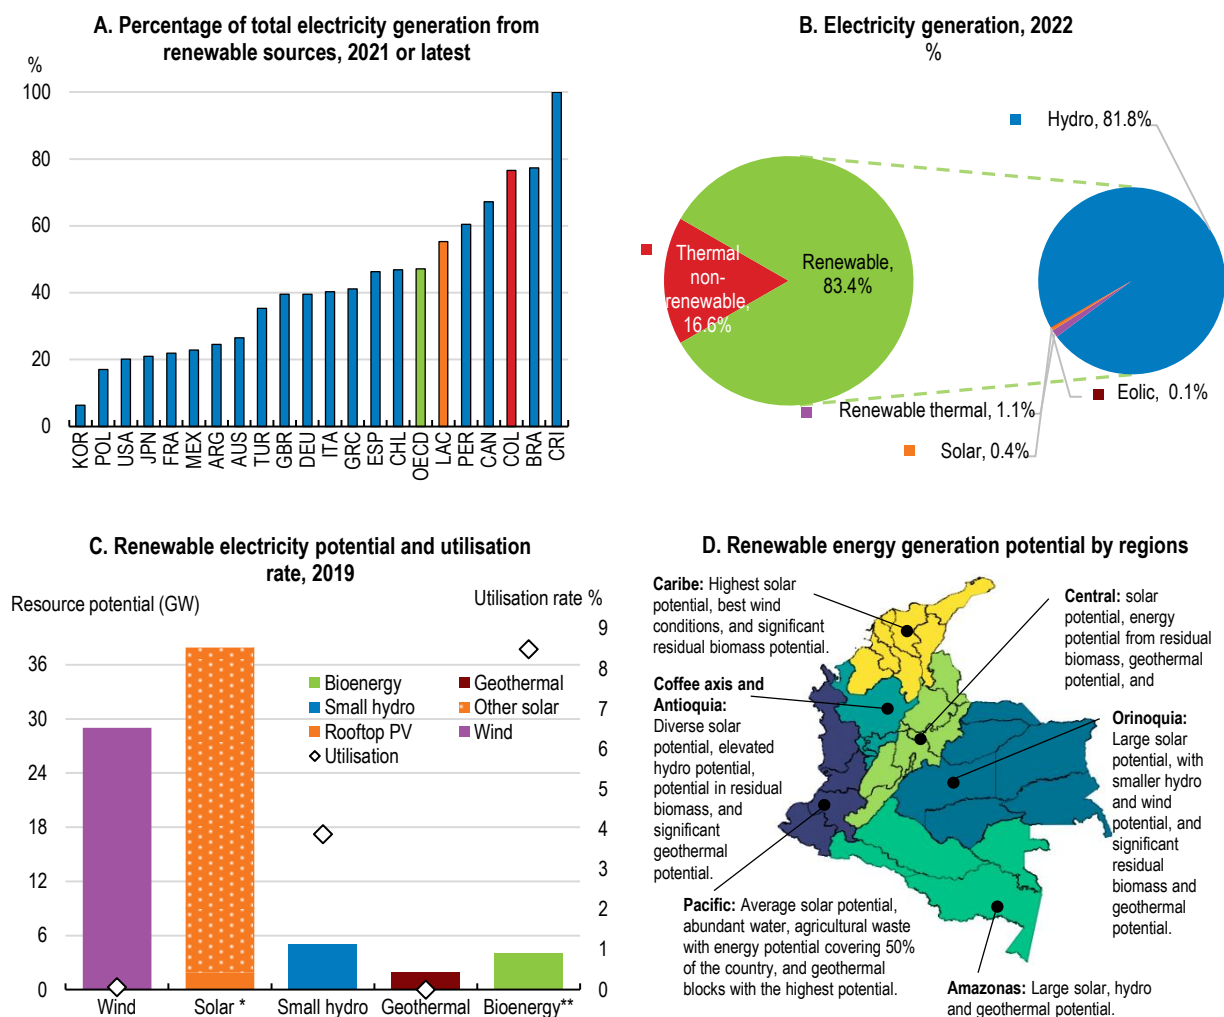 A. Percentage of total electricity generation from
renewable sources, 2021 or latest
%
100
80
60
40
20
0
KOR
POL
USA
JPN
FRA
MEX
ARG
AUS
TUR
GBR
DEU
ITA
GRC
ESP
CHL
OECD
LAC
PER
CAN
COL
BRA
CRI
B. Electricity generation, 2022
%
Hydro, 81.8%
Thermal
non-
renewable,
16.6%
Renewable,
83.4%
Eolic, 0.1%
Renewable thermal, 1.1%
Solar, 0.4%
C. Renewable electricity potential and utilisation
rate, 2019
Resource potential (GW)
Utilisation rate %
36
30
24
18
12
6
0
9
8
7
6
5
4
3
2
1
0
Bioenergy
Geothermal
Small hydro
Other solar
Rooftop PV
Wind
Utilisation
Wind
Solar *
Small hydro
Geothermal
Bioenergy**
D. Renewable energy generation potential by regions
Caribe: Highest solar
potential, best wind
conditions, and significant
residual biomass potential.
Central: solar
potential, energy
potential from residual
biomass, geothermal
potential, and
Coffee axis and
Antioquia:
Diverse solar
potential, elevated
hydro potential,
potential in residual
biomass, and
significant
geothermal
potential.
Orinoquia:
Large solar
potential, with
smaller hydro
and wind
potential, and
significant
residual
biomass and
geothermal
potential.
Pacific: Average solar potential,
abundant water, agricultural waste
with energy potential covering 50%
of the country, and geothermal
blocks with the highest potential.
Amazonas: Large solar, hydro
and geothermal potential.